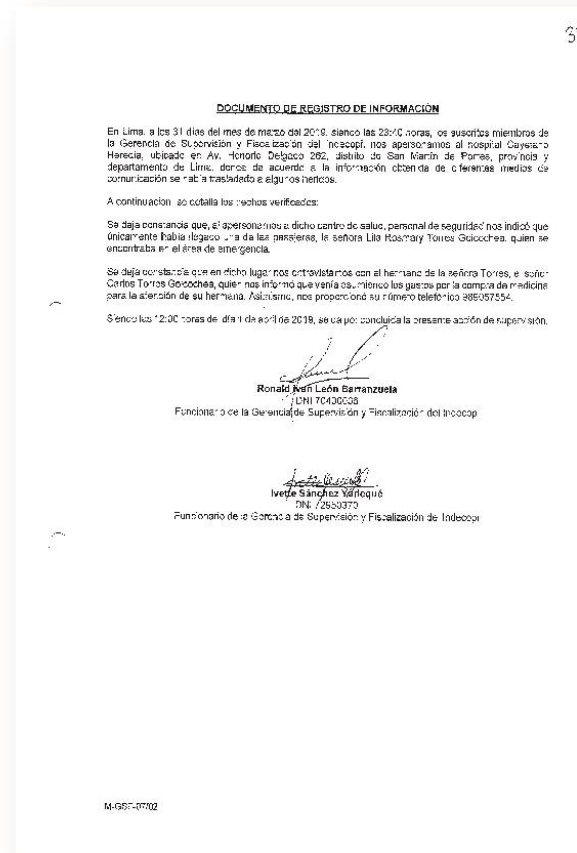 DOCUMENTO DE REGISTRO DE INFORMACIÓN
En Lima, a los 31 días del mes de marzo del 2019, siendo las 23:40 horas, los suscritos miembros de
la Gerencia de Supervisión y Fiscalización del Indecopi, nos apersonamos al hospital Cayetano
Heredia, ubicado en Av. Honorio Delgado 262, distrito de San Martín de Porres, provincia y
departamento de Lima, donde de acuerdo a la información obtenida de diferentes medios de
comunicación se había trasladado a algunos heridos.
A continuación, se detalla los hechos verificados:
Se deja constancia que, al apersonarnos a dicho centro de salud, personal de seguridad nos indicó que
únicamente había llegado una de las pasajeras, la señora Lila Rosmary Torres Goicochea, quien se
encontraba en el área de emergencia.
Se deja constancia que en dicho lugar nos entrevistamos con el hermano de la señora Torres, el señor
Carlos Torres Goicochea, quien nos informó que venía asumiendo los gastos por la compra de medicina
para la atención de su hermana. Asimismo, nos proporcionó su número telefónico 989057554.
Siendo las 12:30 horas del día 1 de abril de 2019, se da por concluida la presente acción de supervisión.
Ronald Iván León Barranzuela
DNI
Funcionario de la Gerencia de Supervisión y Fiscalización del Indecopi
Ivette Sánchez Yarlequé
DNI 72953370
Funcionario de la Gerencia de Supervisión y Fiscalización del Indecopi
M-GSF-07/02